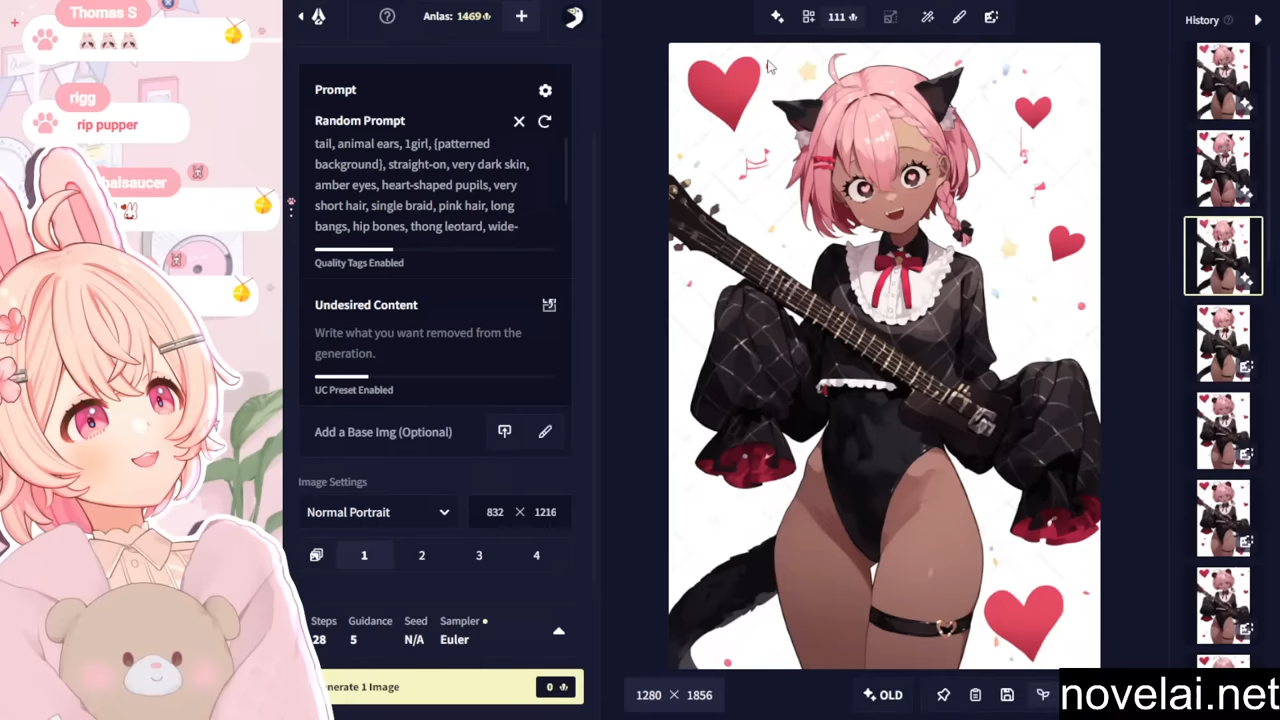 Thomas S
rigg
rip pupper
balsaucer
Anlas: 1469
Prompt
Random Prompt
tail, animal ears, 1girl, {patterned
background}, straight-on, very dark skin,
amber eyes, heart-shaped pupils, very
short hair, single braid, pink hair, long
bangs, hip bones, thong leotard, wide-
Quality Tags Enabled
Undesired Content
Write what you want removed from the
generation.
UC Preset Enabled
Add a Base Img (Optional)
Image Settings
Normal Portrait
832 × 1216
1 2 3 4
Steps Guidance Seed Sampler
28 5 N/A Euler
enerate 1 Image 0
111
1280 × 1856
OLD
History
novelai.net